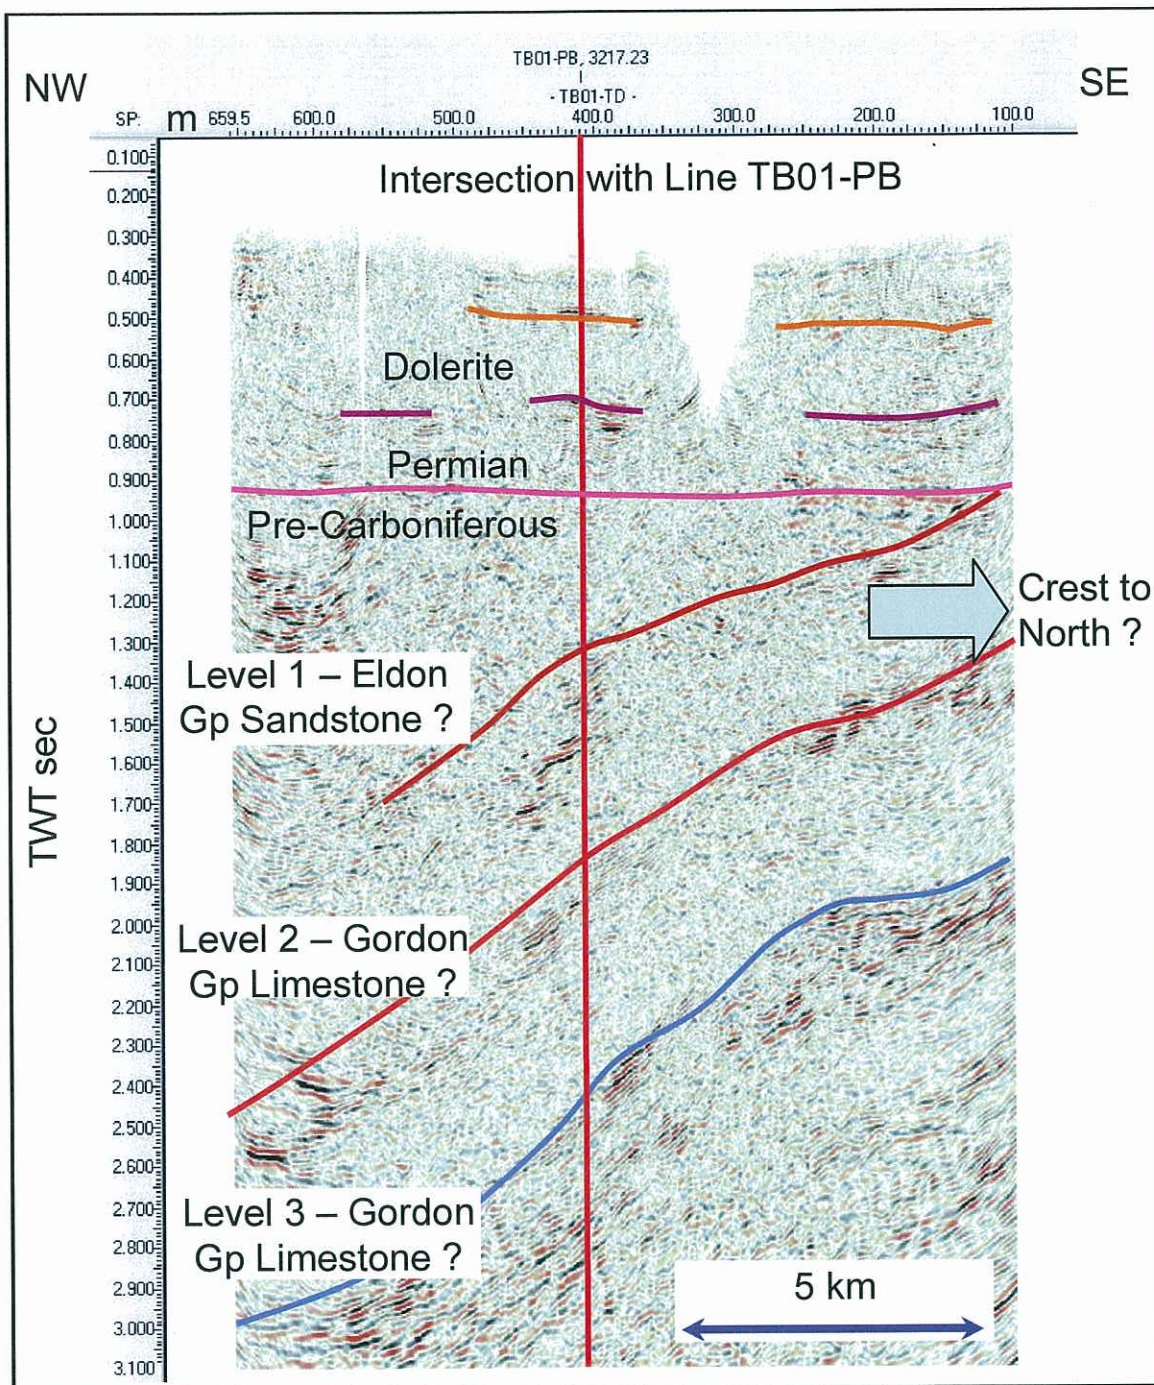 TB01-PB, 3217.23
NW
SE
- TB01-TD -
SP: m 659.5 600.0 500.0 400.0 300.0 200.0 100.0
0.100
Intersection with Line TB01-PB
0.200
0.300
0.400
0.500
0.600
Dolerite
0.700
0.800
Permian
0.900
Pre-Carboniferous
1.000
1.100
1.200
Crest to
North ?
1.300
Level 1 – Eldon
Gp Sandstone ?
1.400
1.500
1.600
TWT sec
1.700
1.800
1.900
Level 2 – Gordon
Gp Limestone ?
2.000
2.100
2.200
2.300
2.400
2.500
2.600
2.700
Level 3 – Gordon
Gp Limestone ?
2.800
5 km
2.900
3.000
3.100